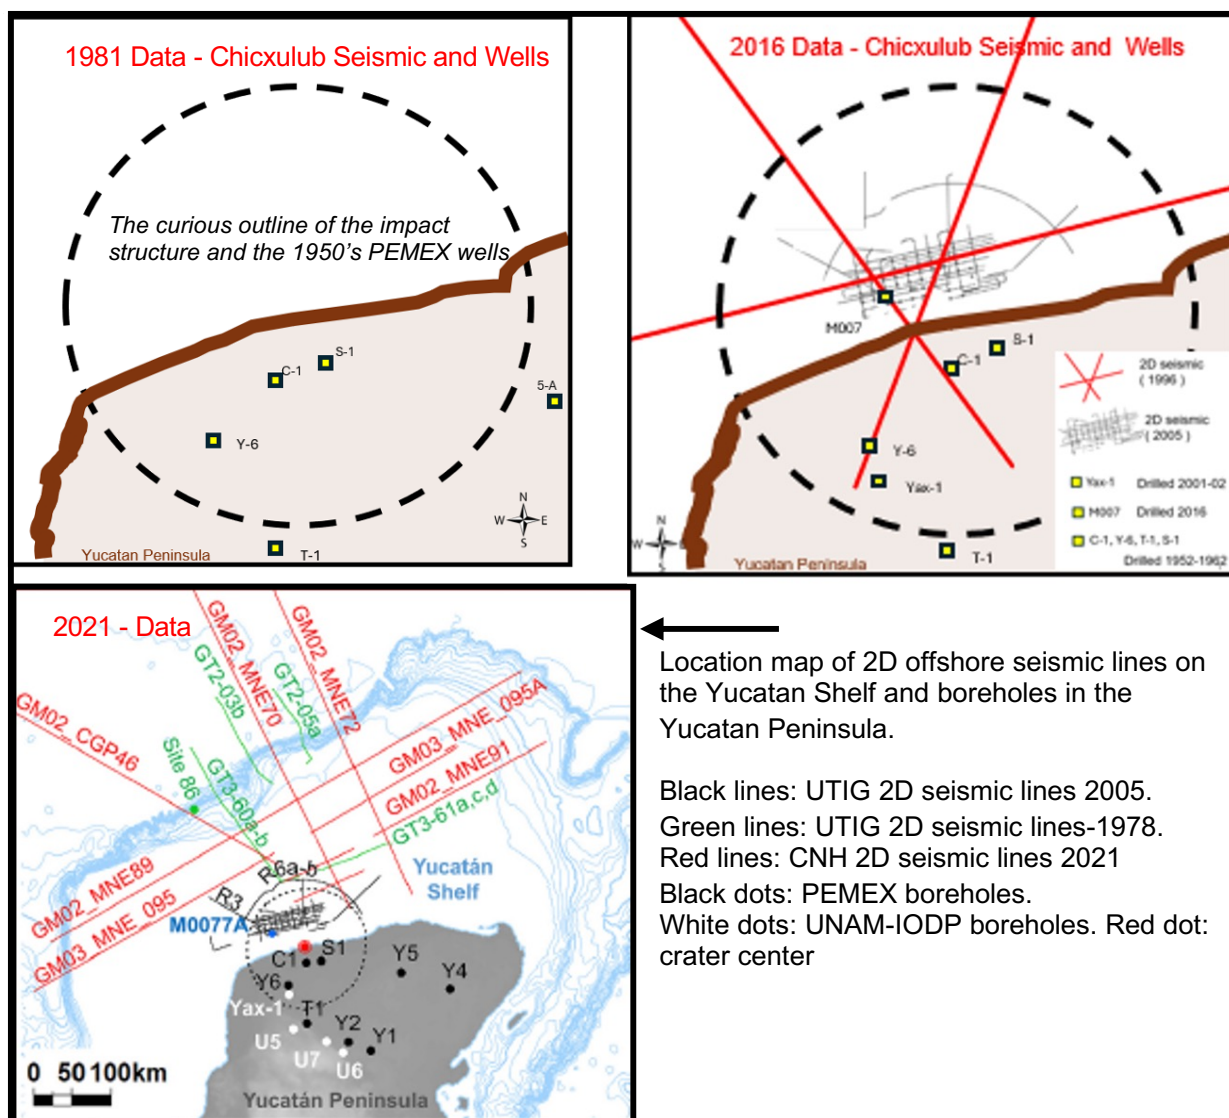 1981 Data - Chicxulub Seismic and Wells
The curious outline of the impact
structure and the 1950's PEMEX wells
S-1
C-1
5-A
Y-6
N
W
E
S
T-1
Yucatan Peninsula
2016 Data - Chicxulub Seismic and Wells
M007
S-1
C-1
2D seismic
( 1996 )
2D seismic
( 2005 )
Y-6
Yax-1
Yax-1 Drilled 2001-02
M007 Drilled 2016
C-1, Y-6, T-1, S-1
Drilled 1952-1962
N
W
E
S
T-1
Yucatan Peninsula
2021 - Data
GM02_MNE70
GM02_MNE72
GT2-03b
GT2-05a
GM02_CGP46
GM03_MNE_095A
Site 86
GT3-60a-b
GM02_MNE91
GT3-61a,c,d
GM02_MNE89
GM03_MNE_095
R3
R6a-b
Yucatán
Shelf
M0077A
C1
S1
Y5
Y4
Y6
Yax-1
T1
U5
Y2
Y1
U7
U6
0 50 100km
Yucatán Peninsula
Location map of 2D offshore seismic lines on
the Yucatan Shelf and boreholes in the
Yucatan Peninsula.
Black lines: UTIG 2D seismic lines 2005.
Green lines: UTIG 2D seismic lines-1978.
Red lines: CNH 2D seismic lines 2021
Black dots: PEMEX boreholes.
White dots: UNAM-IODP boreholes. Red dot:
crater center